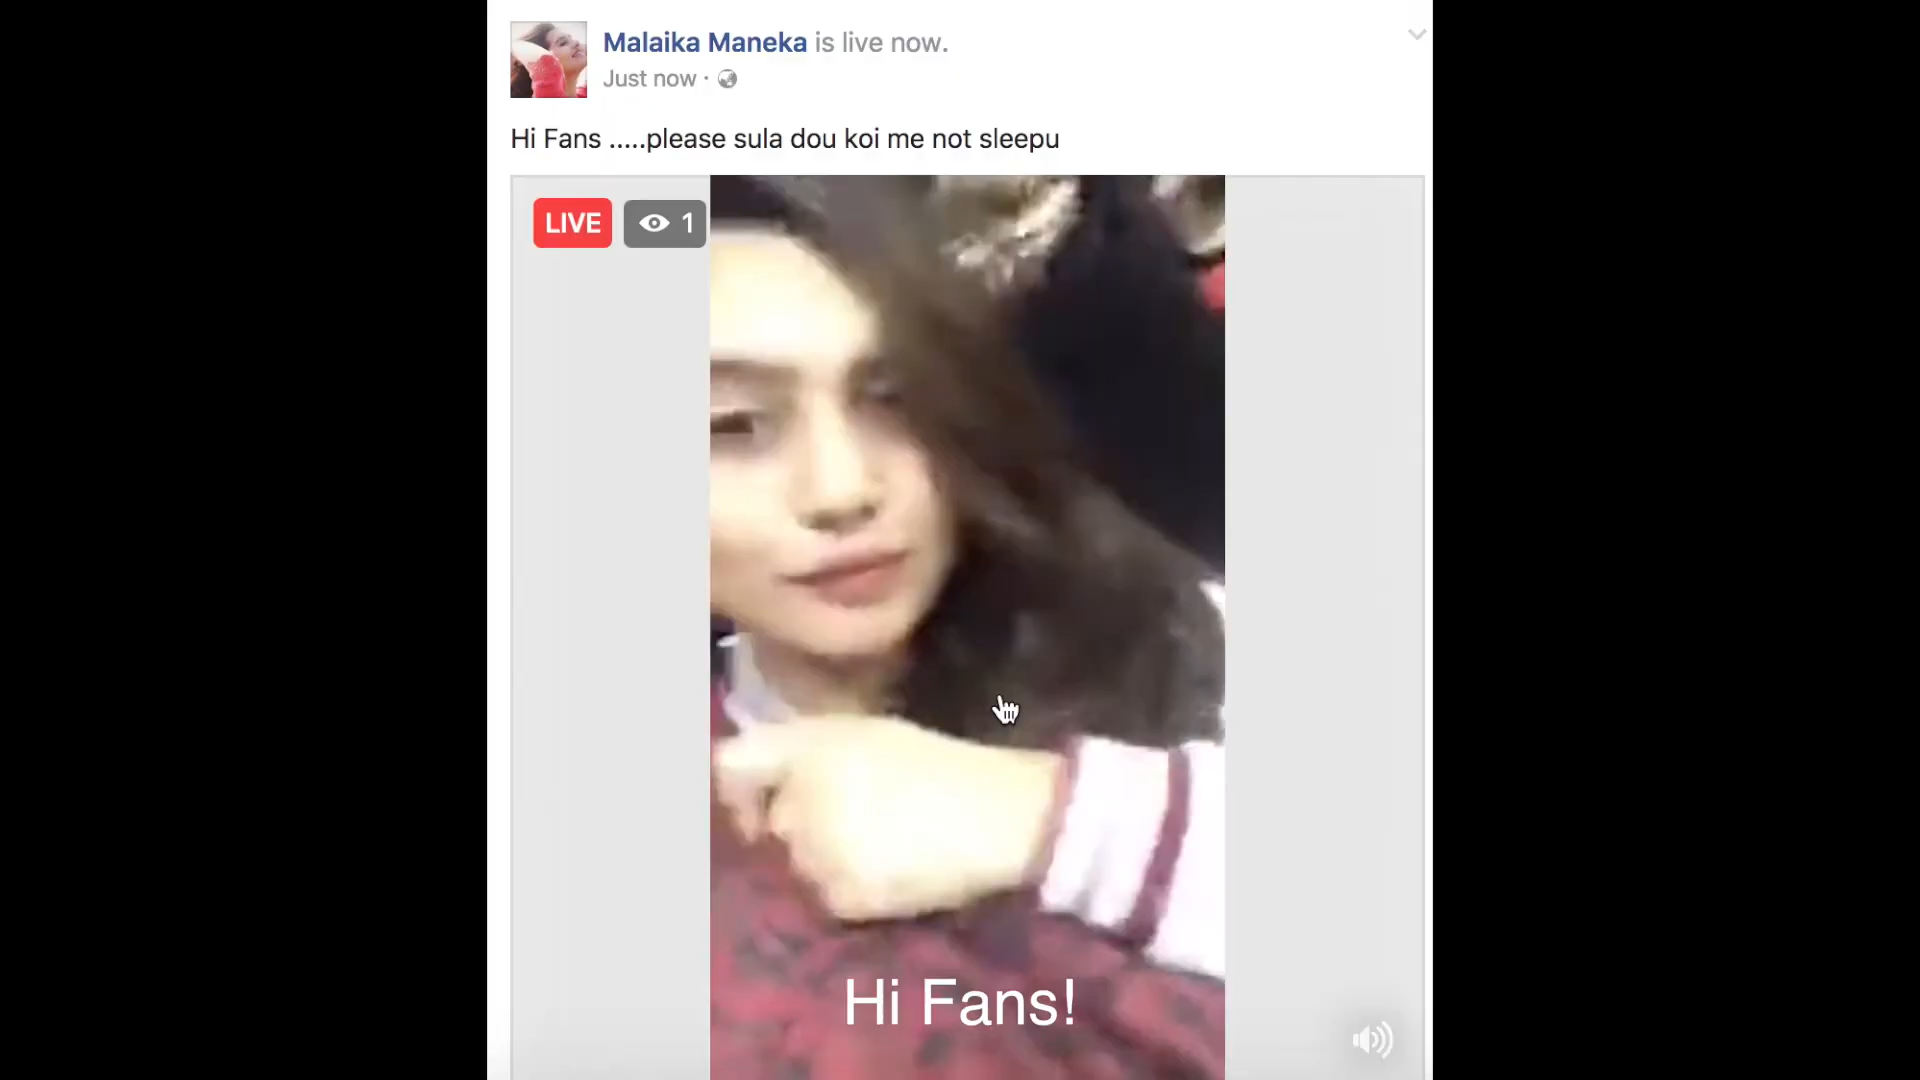 Malaika Maneka is live now.
Just now ·
Hi Fans .....please sula dou koi me not sleepu
LIVE 1
Hi Fans!